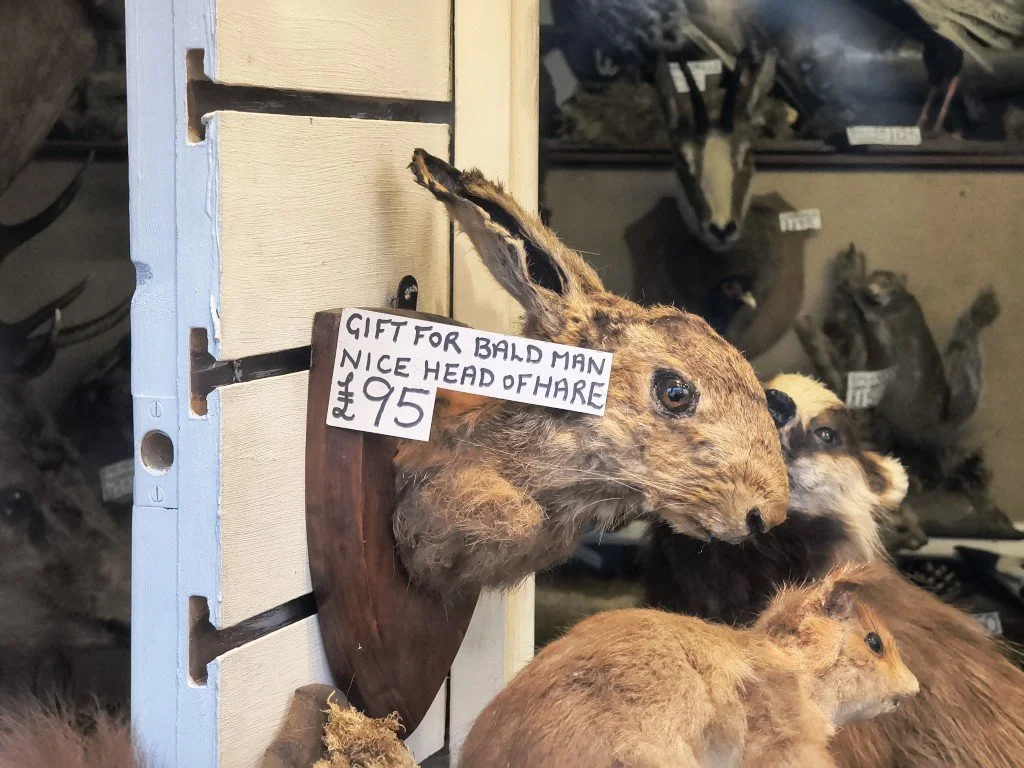 GIFT FOR BALD MAN
NICE HEAD OF HARE
£95